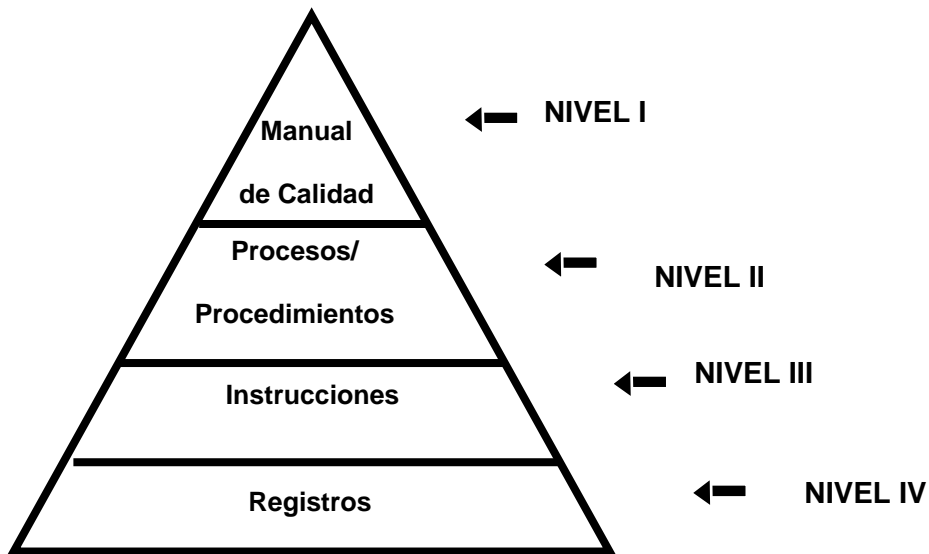 Manual
de Calidad
NIVEL I
Procesos/
Procedimientos
NIVEL II
Instrucciones
NIVEL III
Registros
NIVEL IV